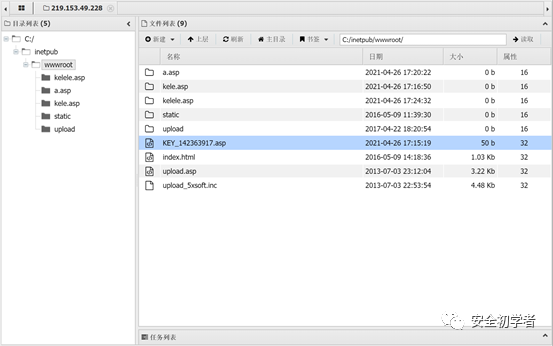 219.153.49.228
目录列表 (5)
文件列表 (9)
新建 上层 刷新 主目录 书签 C:/inetpub/wwwroot/ 读取
C:/
inetpub
wwwroot
kelele.asp
a.asp
kele.asp
static
upload
名称 日期 大小 属性
a.asp 2021-04-26 17:20:22 0 b 16
kele.asp 2021-04-26 17:16:50 0 b 16
kelele.asp 2021-04-26 17:24:32 0 b 16
static 2016-05-09 11:39:30 0 b 16
upload 2017-04-22 18:20:54 0 b 16
KEY_142363917.asp 2021-04-26 17:15:19 50 b 32
index.html 2016-05-09 14:18:36 1.03 Kb 32
upload.asp 2013-07-03 23:12:04 3.22 Kb 32
upload_5xsoft.inc 2013-07-03 22:53:54 4.48 Kb 32
安全初学者
任务列表